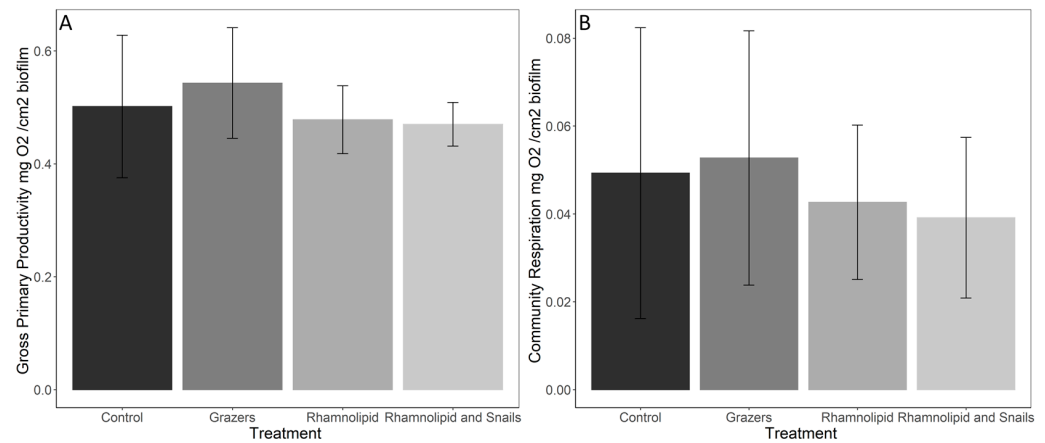 A
Gross Primary Productivity mg O2 /cm2 biofilm
0.6
0.4
0.2
0.0
Control Grazers Rhamnolipid Rhamnolipid and Snails
Treatment
B
Community Respiration mg O2 /cm2 biofilm
0.08
0.06
0.04
0.02
0.00
Control Grazers Rhamnolipid Rhamnolipid and Snails
Treatment